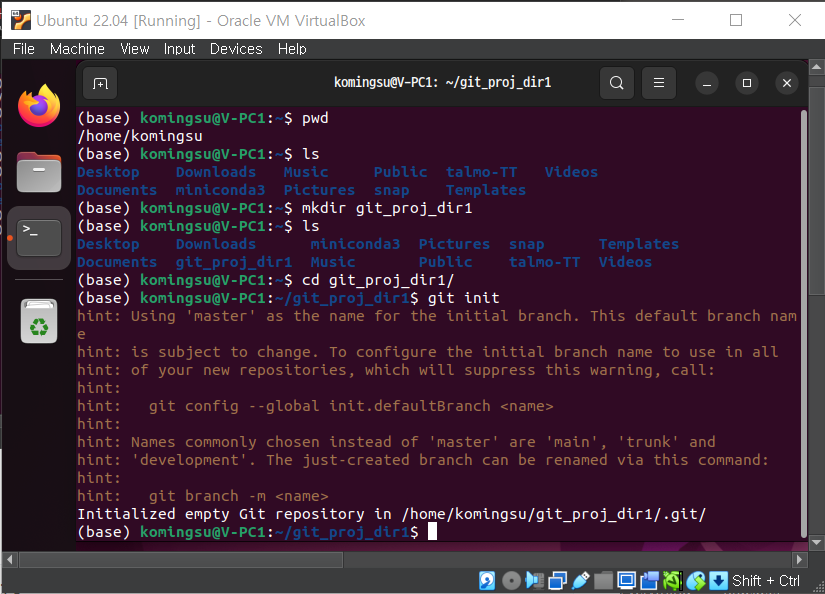 Ubuntu 22.04 [Running] - Oracle VM VirtualBox
File Machine View Input Devices Help
komingsu@V-PC1: ~/git_proj_dir1
(base) komingsu@V-PC1:~$ pwd
/home/komingsu
(base) komingsu@V-PC1:~$ ls
Desktop Downloads Music Public talmo-TT Videos
Documents miniconda3 Pictures snap Templates
(base) komingsu@V-PC1:~$ mkdir git_proj_dir1
(base) komingsu@V-PC1:~$ ls
Desktop Downloads miniconda3 Pictures snap Templates
Documents git_proj_dir1 Music Public talmo-TT Videos
(base) komingsu@V-PC1:~$ cd git_proj_dir1/
(base) komingsu@V-PC1:~/git_proj_dir1$ git init
hint: Using 'master' as the name for the initial branch. This default branch nam
e
hint: is subject to change. To configure the initial branch name to use in all
hint: of your new repositories, which will suppress this warning, call:
hint:
hint:   git config --global init.defaultBranch <name>
hint:
hint: Names commonly chosen instead of 'master' are 'main', 'trunk' and
hint: 'development'. The just-created branch can be renamed via this command:
hint:
hint:   git branch -m <name>
Initialized empty Git repository in /home/komingsu/git_proj_dir1/.git/
(base) komingsu@V-PC1:~/git_proj_dir1$
Shift + Ctrl